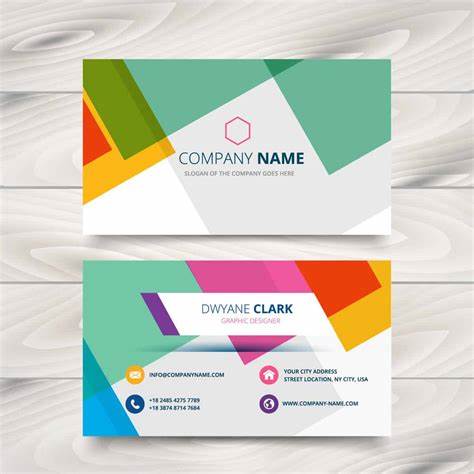 COMPANY NAME
SLOGAN OF THE COMPANY GOES HERE
DWYANE CLARK
GRAPHIC DESIGNER
INFO@COMPANYNAME.COM
+18 2485 4275 7789
+18 3874 8714 7684
YOUR ADDRESS LOCATION
STREET LOCATION, NY CITY, USA
WWW.COMPANY-NAME.COM